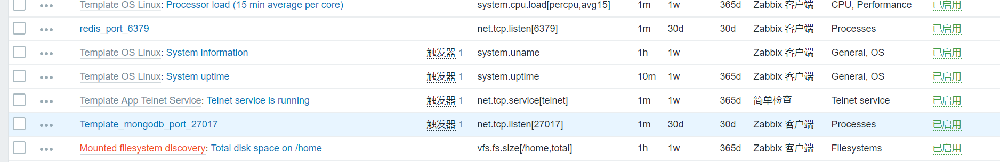 Template OS Linux: Processor load (15 min average per core) system.cpu.load[percpu,avg15] 1m 1w 365d Zabbix 客户端 CPU, Performance 已启用
redis_port_6379 net.tcp.listen[6379] 1m 30d 30d Zabbix 客户端 Processes 已启用
Template OS Linux: System information 触发器 1 system.uname 1h 1w Zabbix 客户端 General, OS 已启用
Template OS Linux: System uptime 触发器 1 system.uptime 10m 1w 365d Zabbix 客户端 General, OS 已启用
Template App Telnet Service: Telnet service is running 触发器 1 net.tcp.service[telnet] 1m 1w 365d 简单检查 Telnet service 已启用
Template_mongodb_port_27017 触发器 1 net.tcp.listen[27017] 1m 30d 30d Zabbix 客户端 Processes 已启用
Mounted filesystem discovery: Total disk space on /home vfs.fs.size[/home,total] 1h 1w 365d Zabbix 客户端 Filesystems 已启用